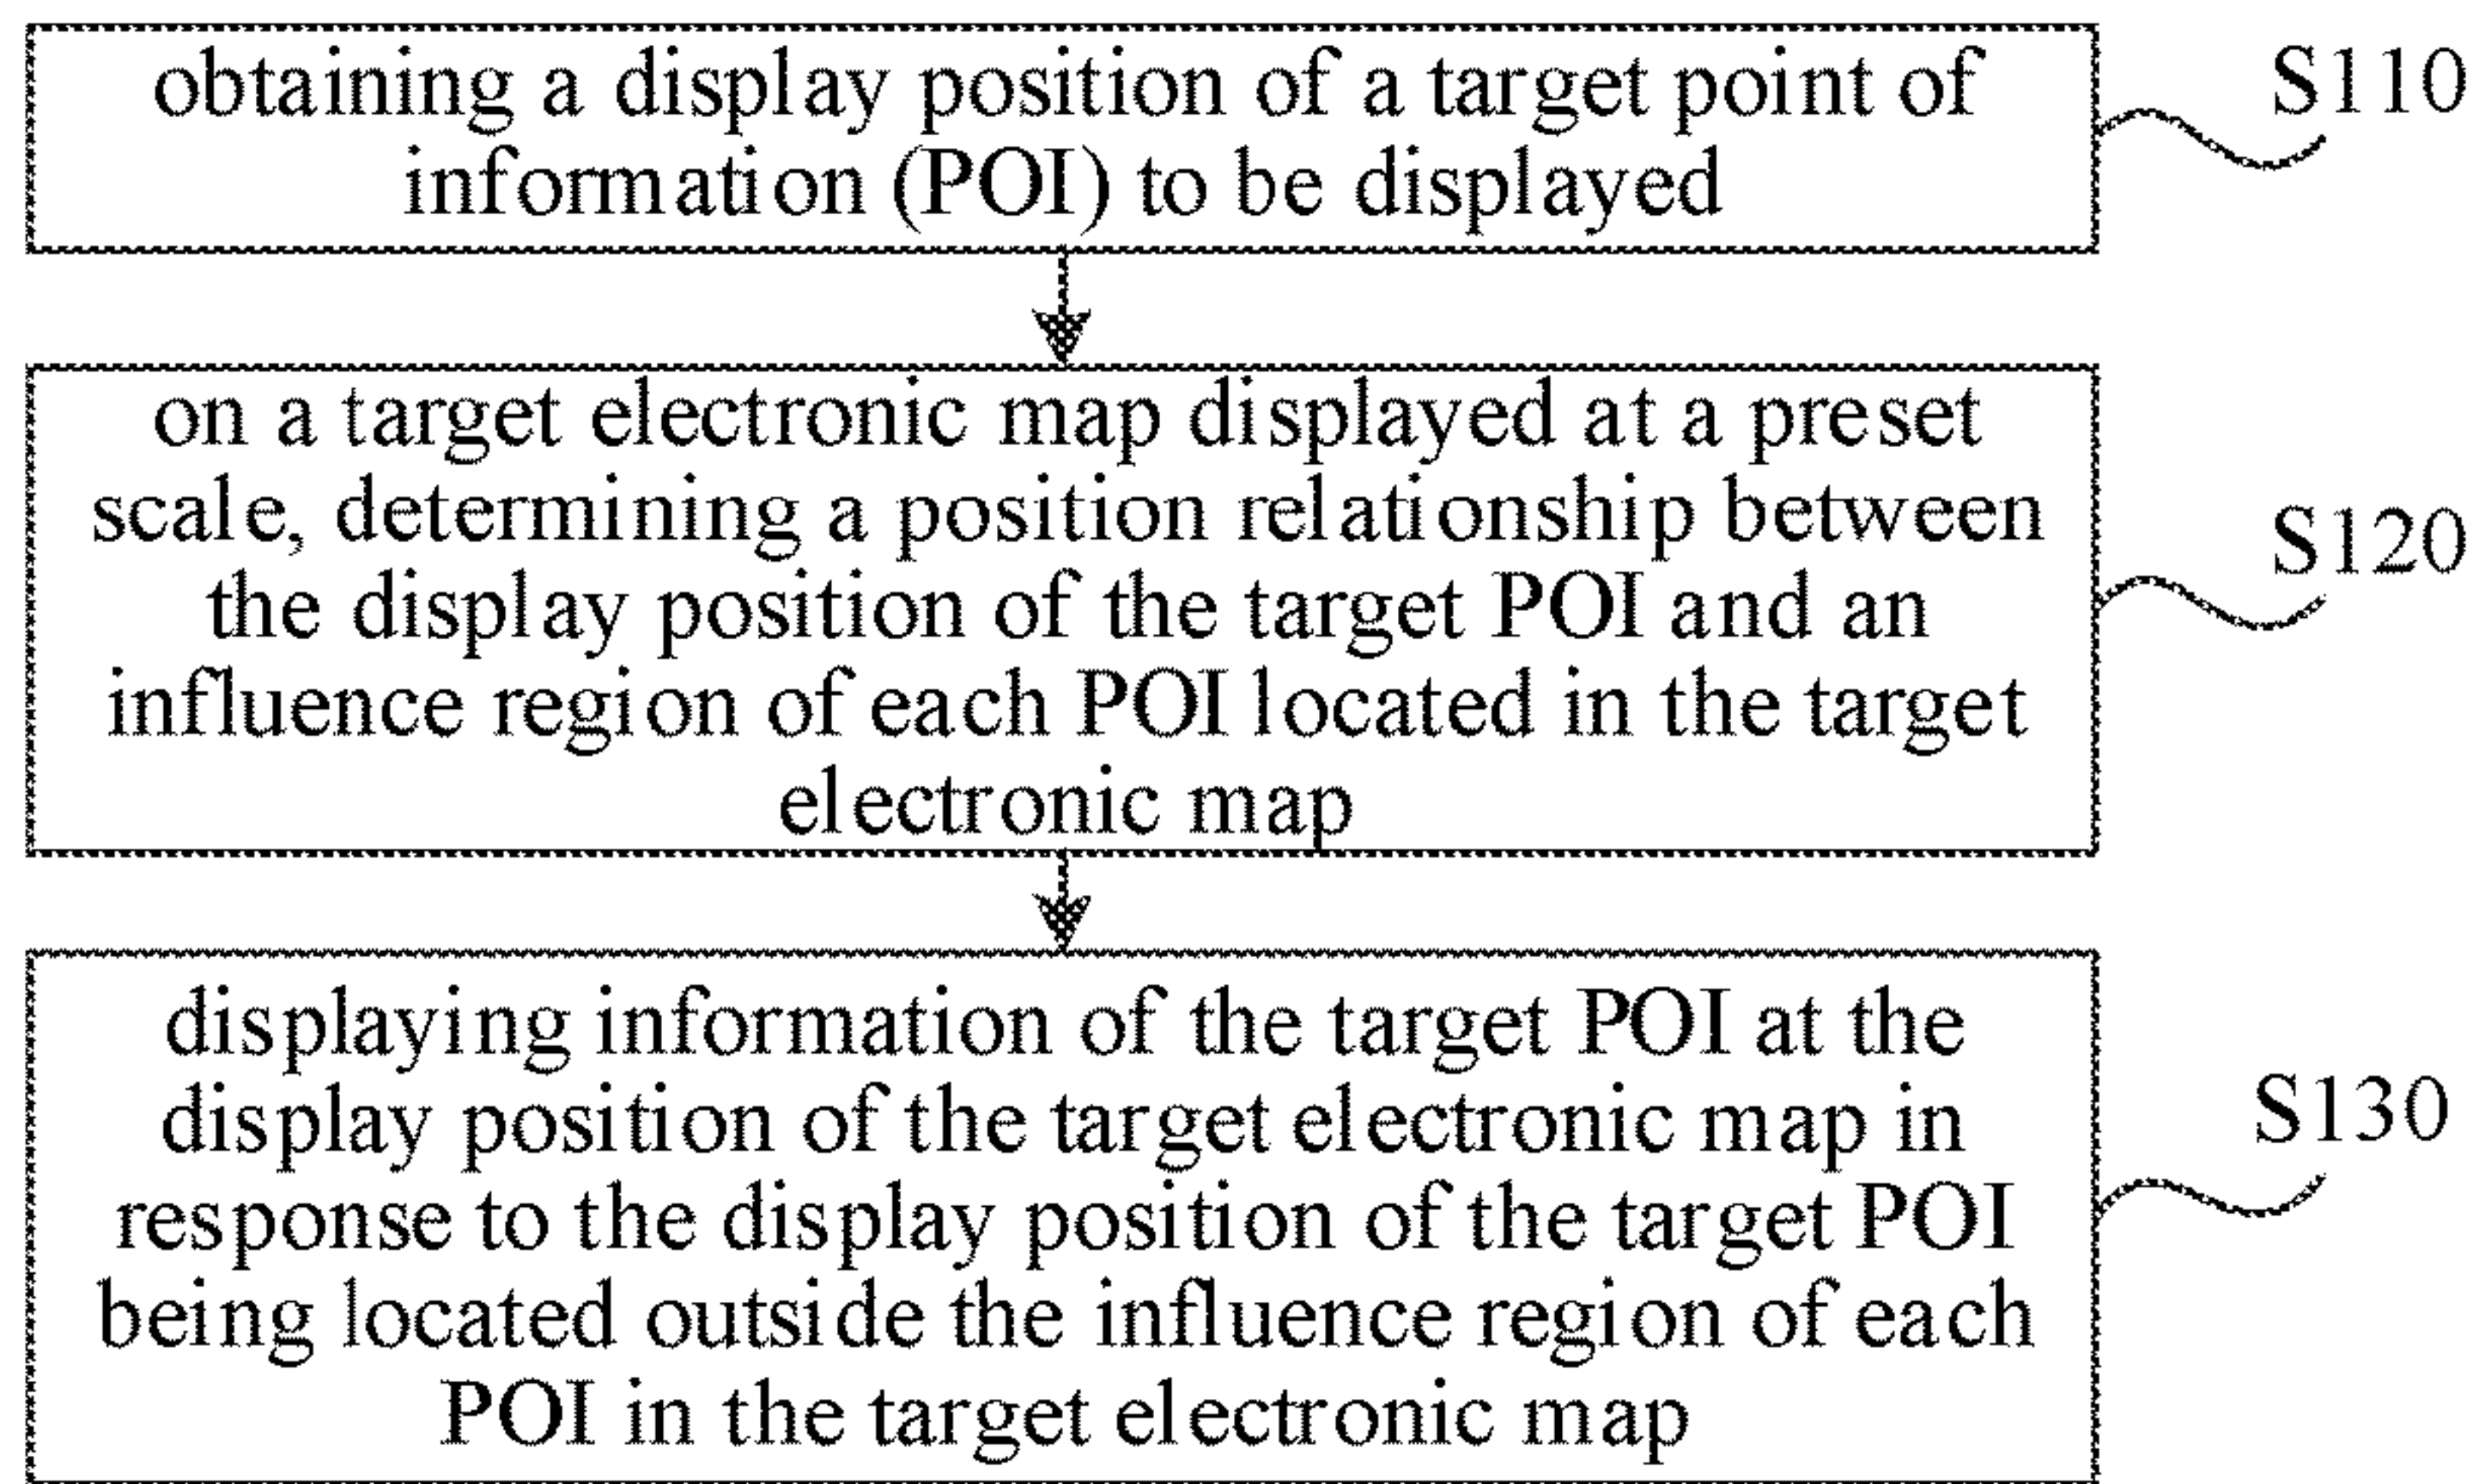 obtaining a display position of a target point of
information (POI) to be displayed
S110
on a target electronic map displayed at a preset
scale, determining a position relationship between
the display position of the target POI and an
influence region of each POI located in the target
electronic map
S120
displaying information of the target POI at the
display position of the target electronic map in
response to the display position of the target POI
being located outside the influence region of each
POI in the target electronic map
S130